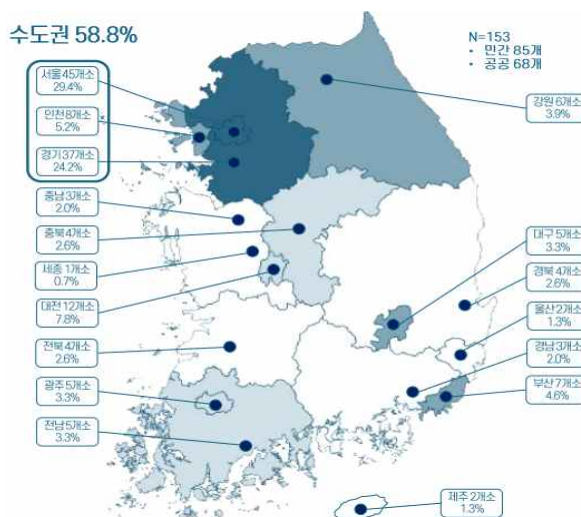 수도권 58.8%
N=153
• 민간 85개
• 공공 68개
서울 45개소
29.4%
인천 8개소
5.2%
경기 37개소
24.2%
충남 3개소
2.0%
충북 4개소
2.6%
세종 1개소
0.7%
대전 12개소
7.8%
전북 4개소
2.6%
광주 5개소
3.3%
전남 5개소
3.3%
강원 6개소
3.9%
대구 5개소
3.3%
경북 4개소
2.6%
울산 2개소
1.3%
경남 3개소
2.0%
부산 7개소
4.6%
제주 2개소
1.3%